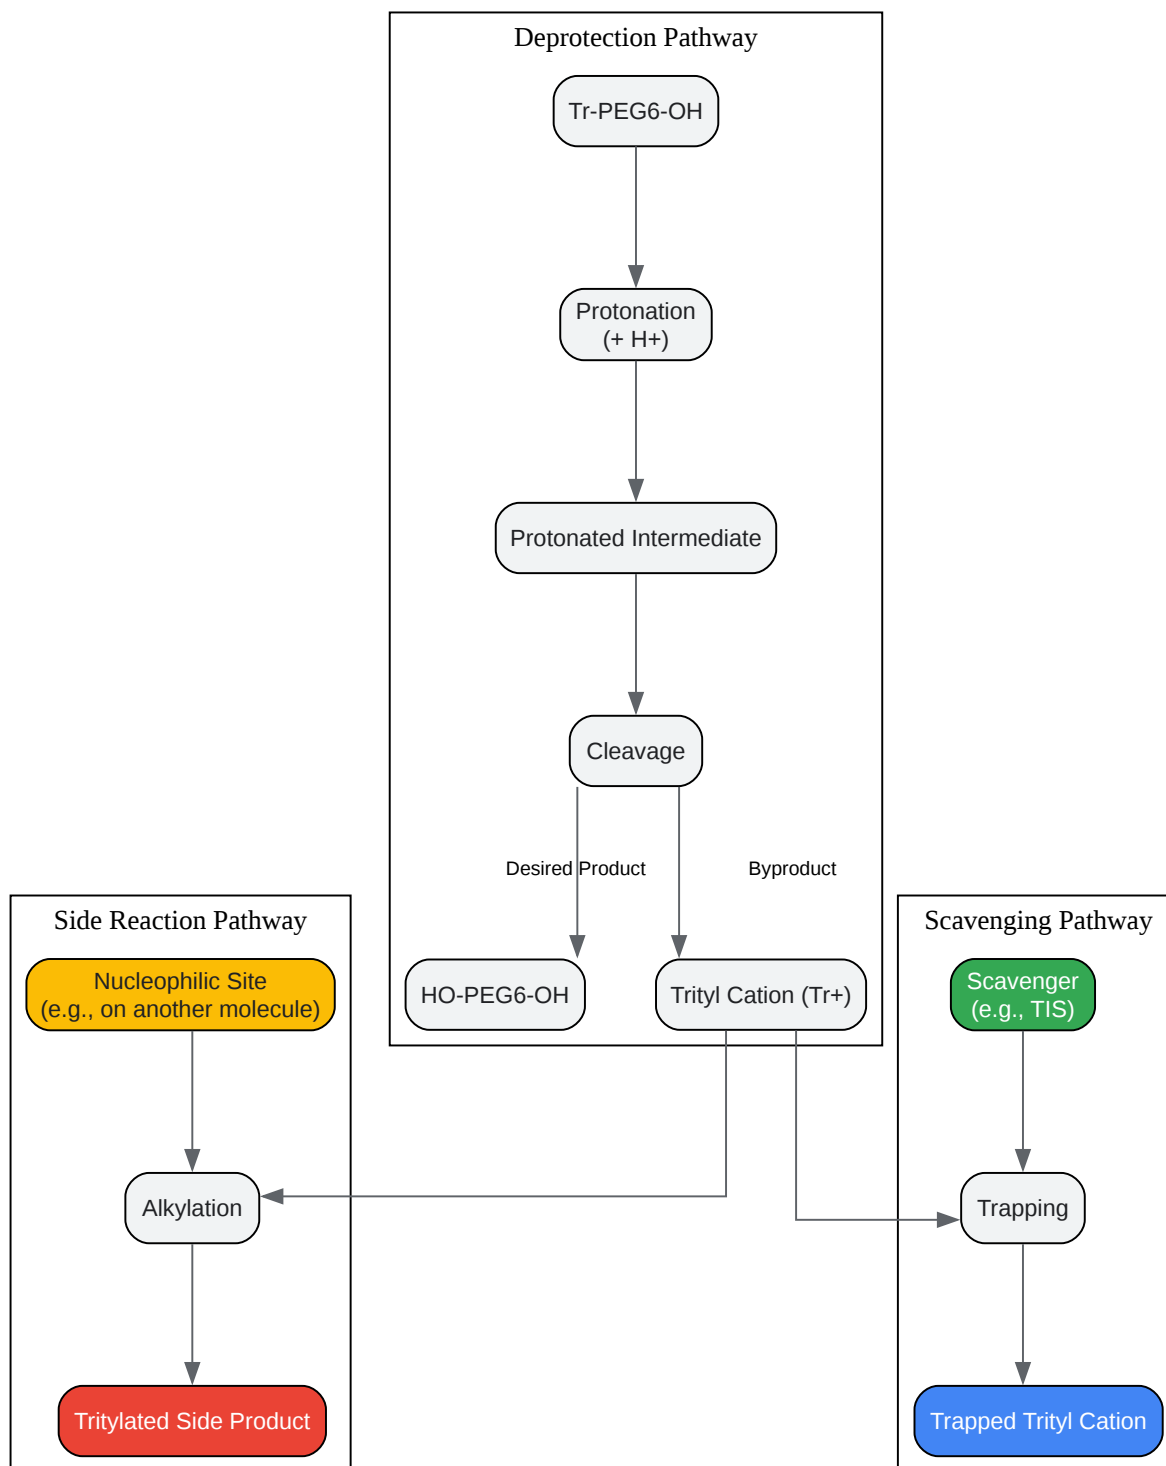 Deprotection Pathway
Tr-PEG6-OH
Protonation
(+ H+)
Protonated Intermediate
Cleavage
Desired Product
Byproduct
HO-PEG6-OH
Trityl Cation (Tr+)
Side Reaction Pathway
Nucleophilic Site
(e.g., on another molecule)
Alkylation
Tritylated Side Product
Scavenging Pathway
Scavenger
(e.g., TIS)
Trapping
Trapped Trityl Cation